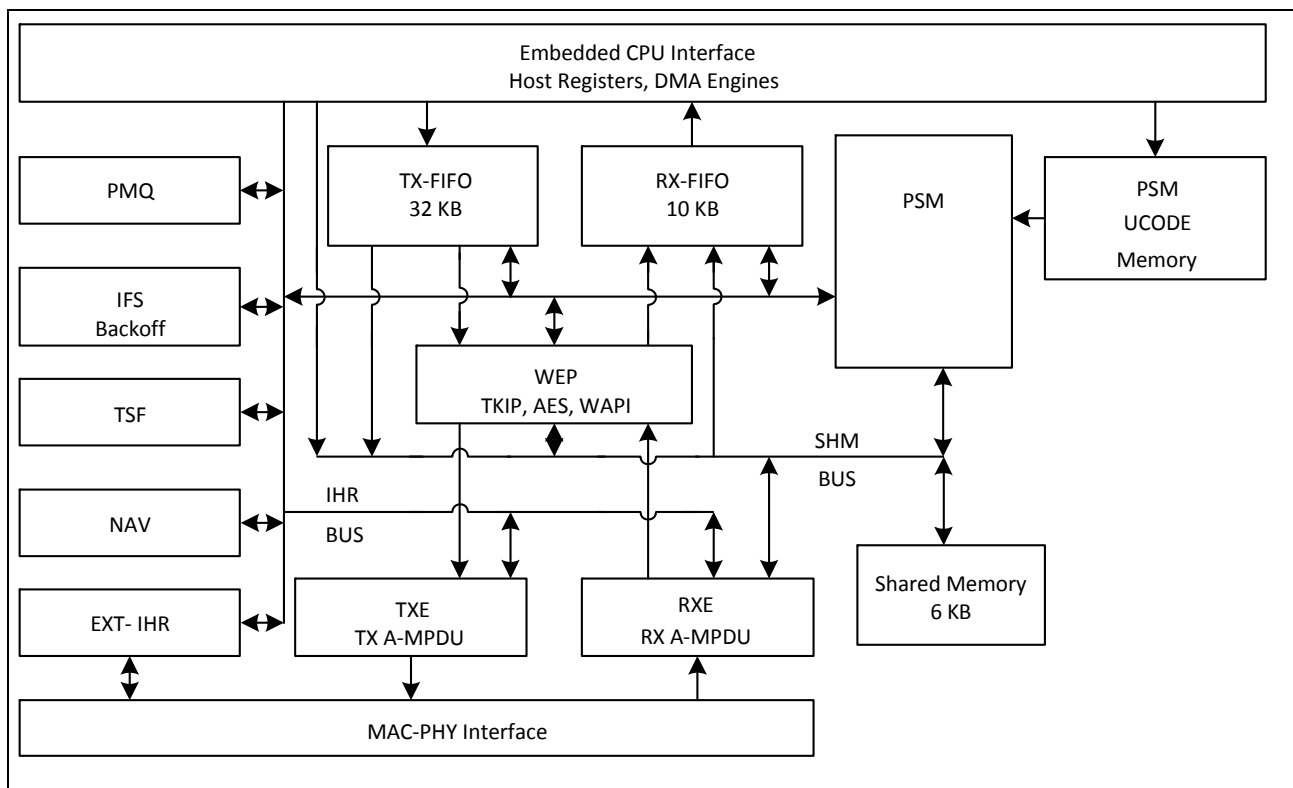 Embedded CPU Interface
Host Registers, DMA Engines
PMQ
TX-FIFO
32 KB
RX-FIFO
10 KB
PSM
PSM
UCODE
Memory
IFS
Backoff
WEP
TKIP, AES, WAPI
TSF
SHM
BUS
IHR
BUS
NAV
Shared Memory
6 KB
EXT- IHR
TXE
TX A-MPDU
RXE
RX A-MPDU
MAC-PHY Interface